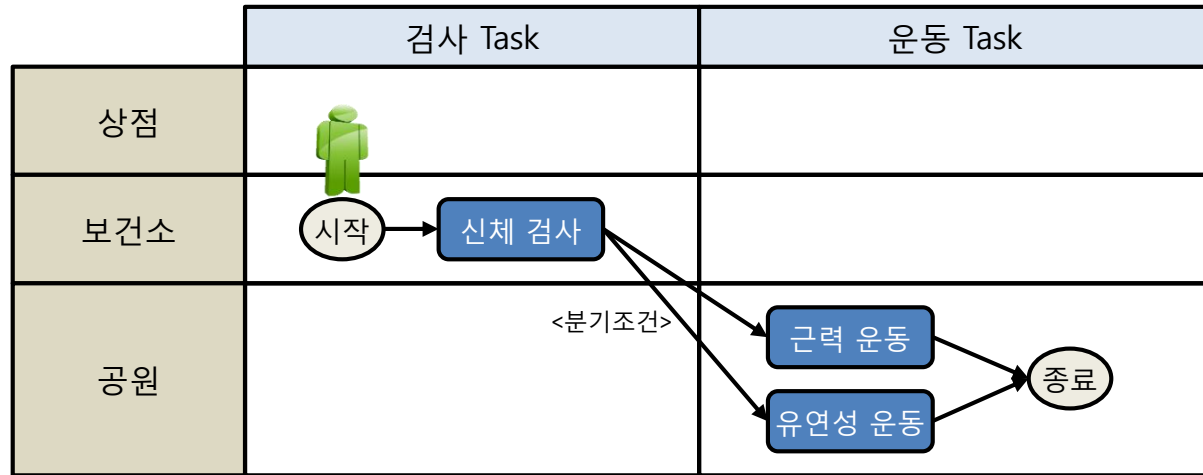 검사 Task
운동 Task
상점
보건소
시작
신체 검사
<분기조건>
공원
근력 운동
유연성 운동
종료